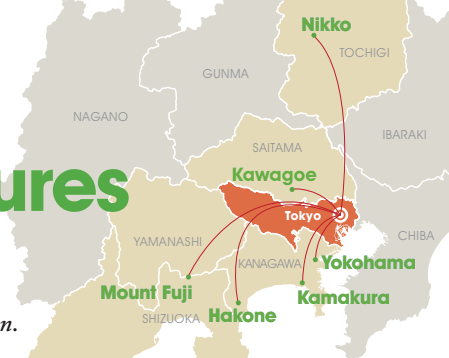 Nikko
TOCHIGI
GUNMA
NAGANO
IBARAKI
SAITAMA
ures
Kawagoe
Tokyo
CHIBA
YAMANASHI
KANAGAWA
Yokohama
Mount Fuji
Kamakura
SHIZUOKA
Hakone
n.